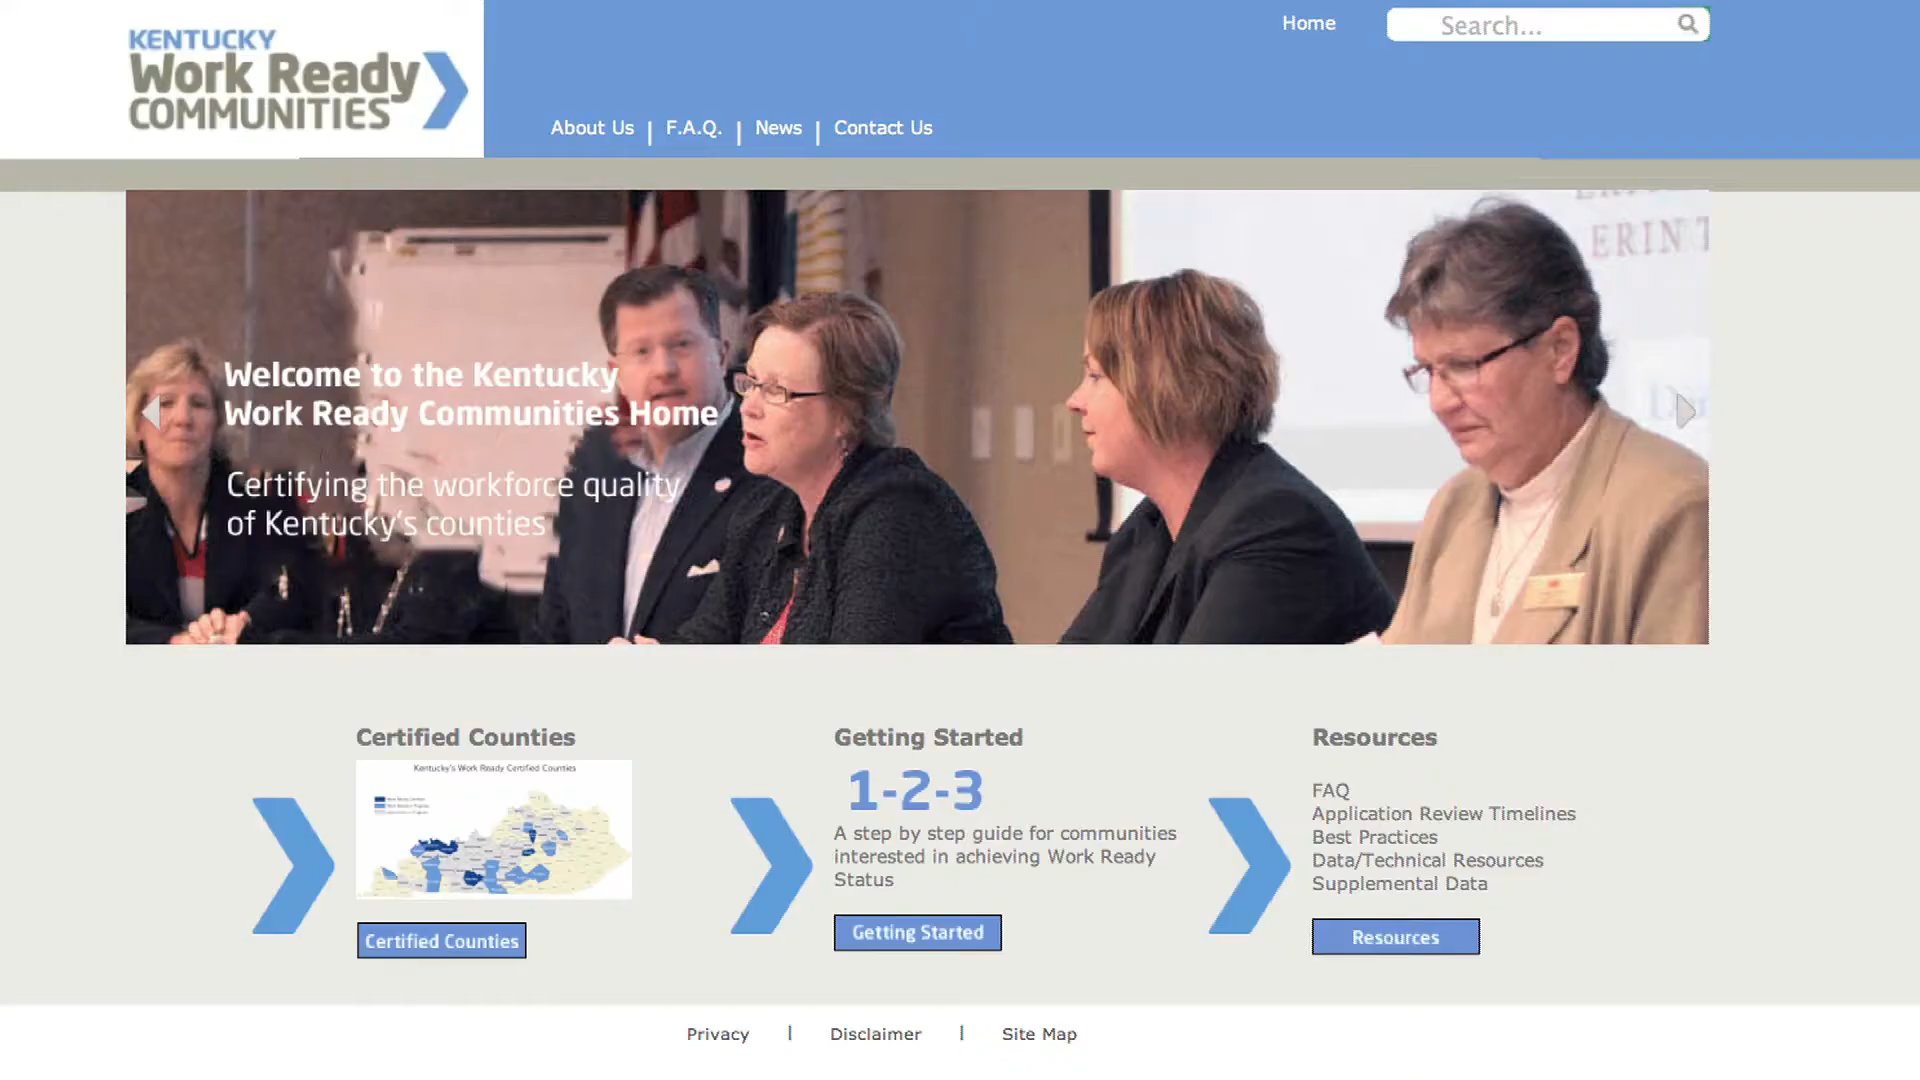 KENTUCKY
Work Ready
COMMUNITIES
Home
Search...
About Us | F.A.Q. | News | Contact Us
ERIN
Welcome to the Kentucky
Work Ready Communities Home
Certifying the workforce quality
of Kentucky's counties
Certified Counties
Kentucky's Work Ready Certified Counties
Certified Counties
Getting Started
1-2-3
A step by step guide for communities
interested in achieving Work Ready
Status
Getting Started
Resources
FAQ
Application Review Timelines
Best Practices
Data/Technical Resources
Supplemental Data
Resources
Privacy | Disclaimer | Site Map